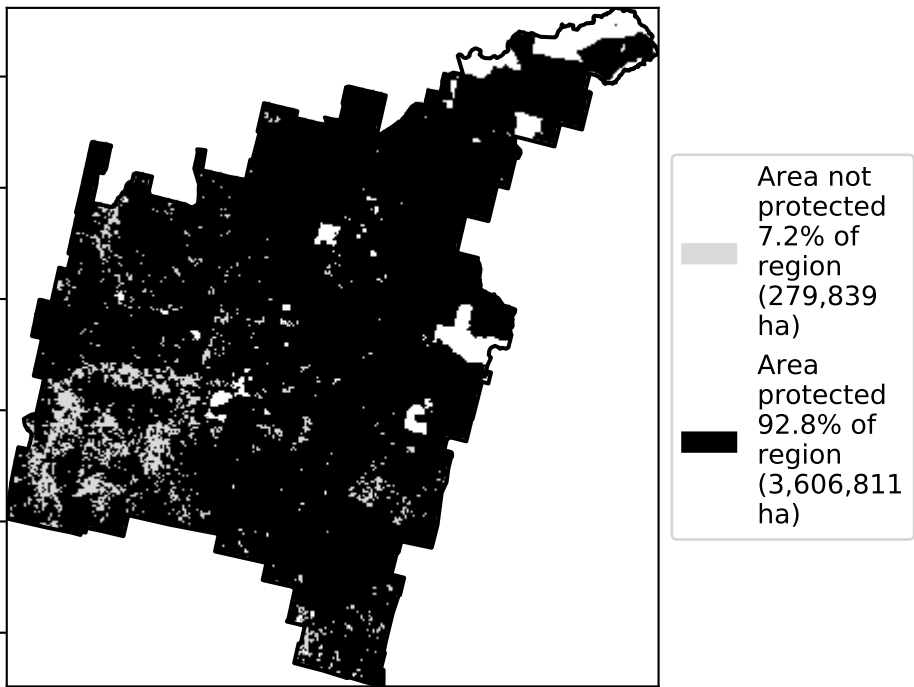 Area not
protected
7.2% of
region
(279,839
ha)
Area
protected
92.8% of
region
(3,606,811
ha)